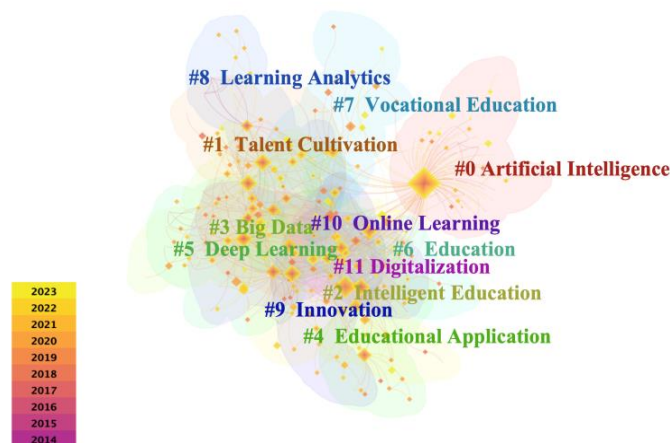 #8 Learning Analytics
#7 Vocational Education
#1 Talent Cultivation
#0 Artificial Intelligence
#3 Big Data
#10 Online Learning
#5 Deep Learning
#6 Education
#11 Digitalization
#2 Intelligent Education
#9 Innovation
#4 Educational Application
2023
2022
2021
2020
2019
2018
2017
2016
2015
2014